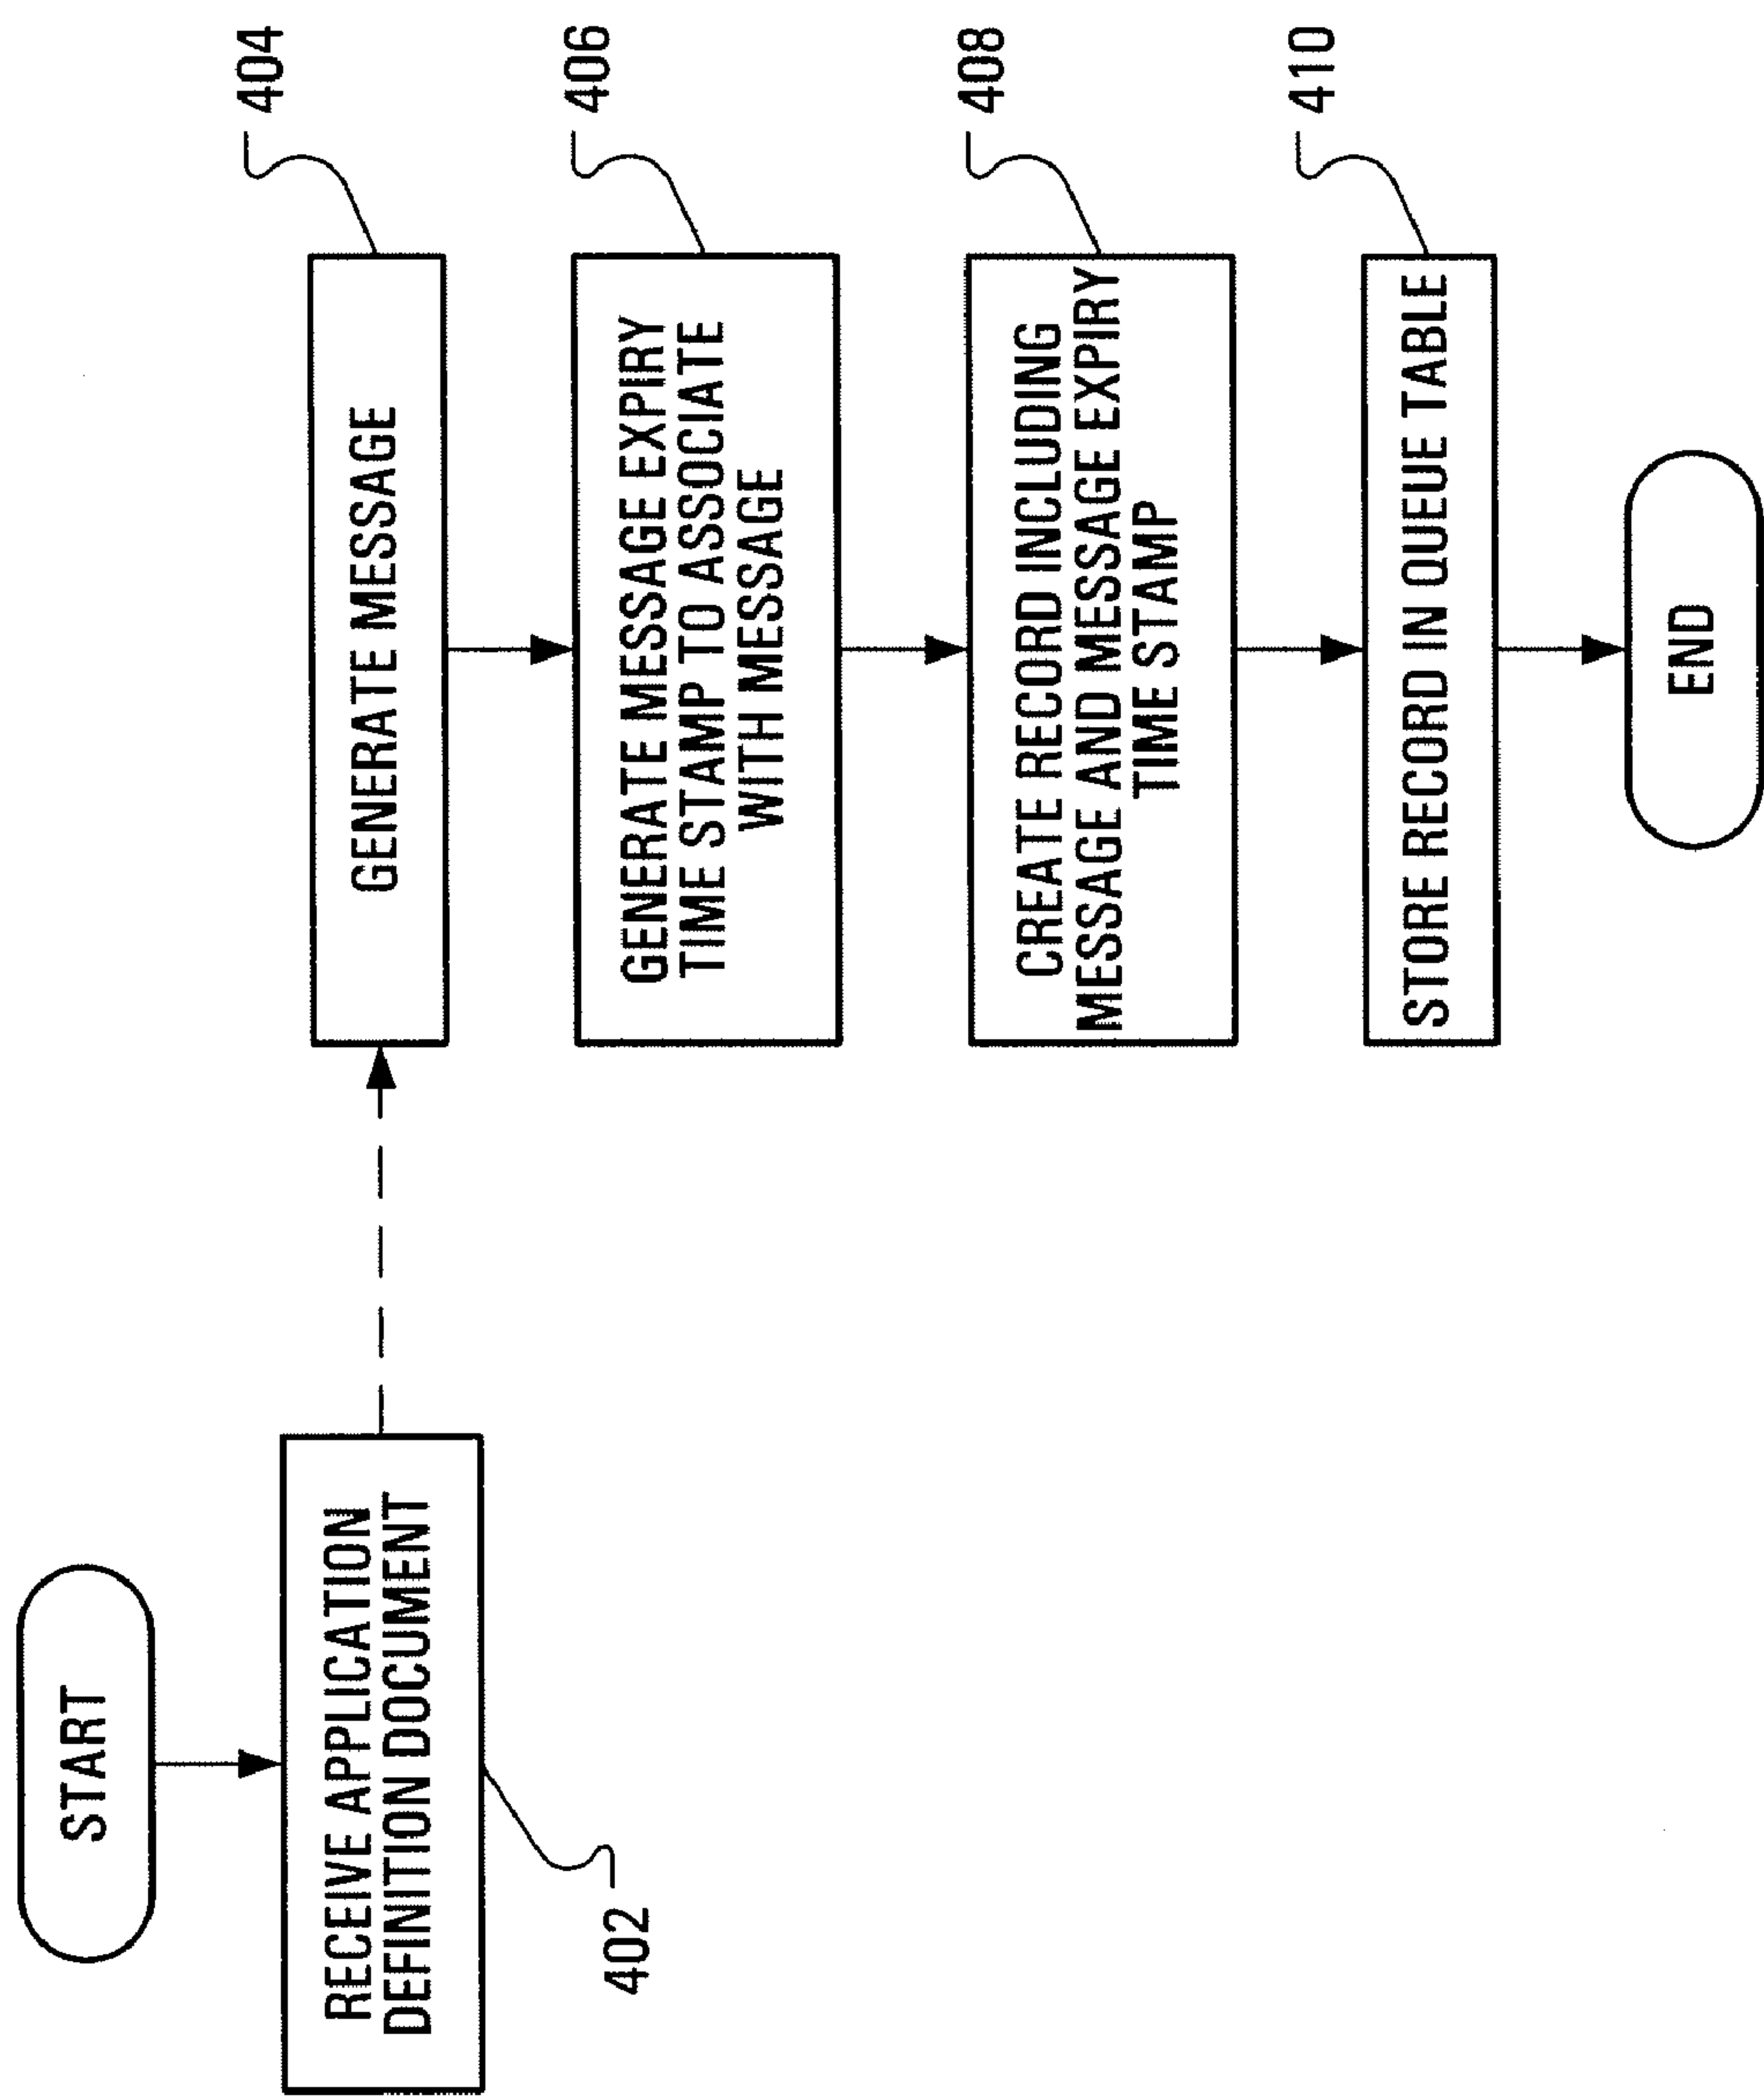 START
RECEIVE APPLICATION
DEFINITION DOCUMENT
402
GENERATE MESSAGE
404
GENERATE MESSAGE EXPIRY
TIME STAMP TO ASSOCIATE
WITH MESSAGE
406
CREATE RECORD INCLUDING
MESSAGE AND MESSAGE EXPIRY
TIME STAMP
408
STORE RECORD IN QUEUE TABLE
410
END